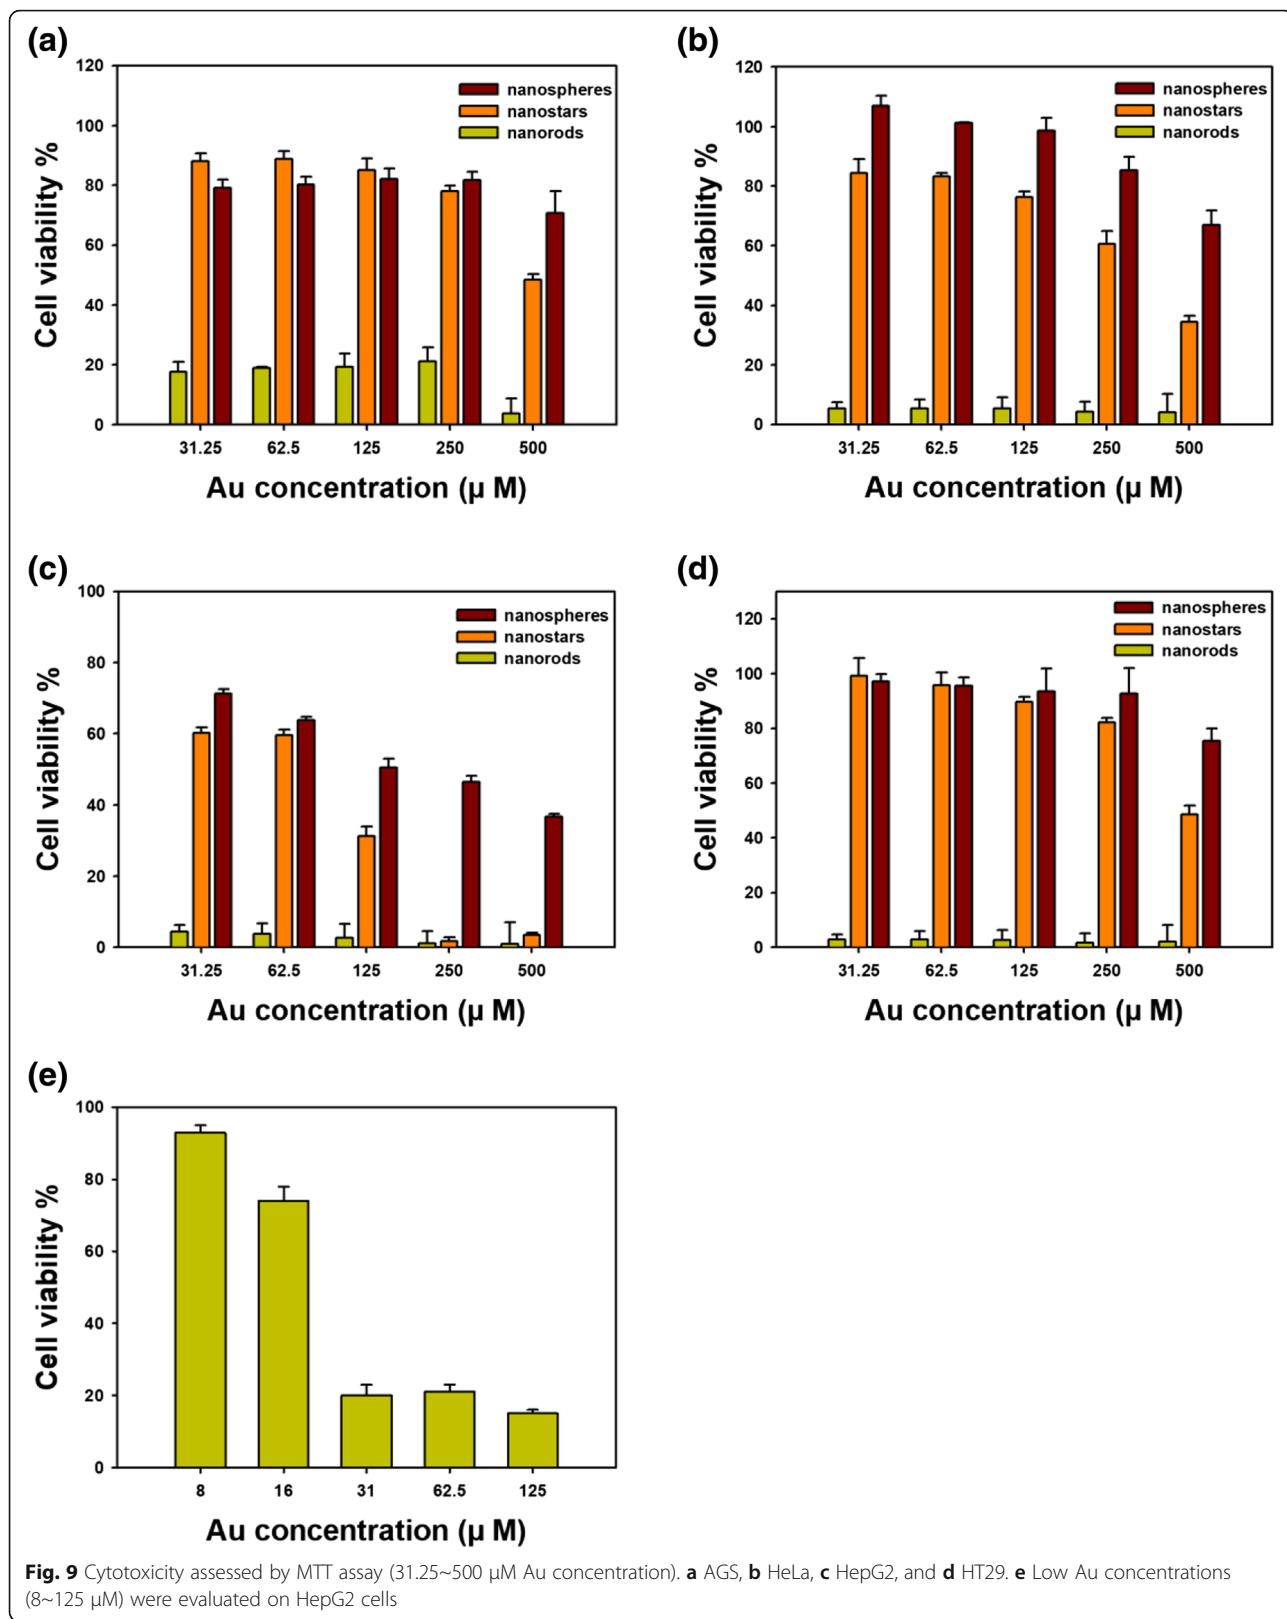 (a)
120
100
80
60
40
20
0
Cell viability %
nanospheres
nanostars
nanorods
31.25 62.5 125 250 500
Au concentration (μ M)
(b)
120
100
80
60
40
20
0
Cell viability %
nanospheres
nanostars
nanorods
31.25 62.5 125 250 500
Au concentration (μ M)
(c)
100
80
60
40
20
0
Cell viability %
nanospheres
nanostars
nanorods
31.25 62.5 125 250 500
Au concentration (μ M)
(d)
120
100
80
60
40
20
0
Cell viability %
nanospheres
nanostars
nanorods
31.25 62.5 125 250 500
Au concentration (μ M)
(e)
100
80
60
40
20
0
Cell viability %
8 16 31 62.5 125
Au concentration (μ M)
Fig. 9 Cytotoxicity assessed by MTT assay (31.25~500 μM Au concentration). a AGS, b HeLa, c HepG2, and d HT29. e Low Au concentrations
(8~125 μM) were evaluated on HepG2 cells